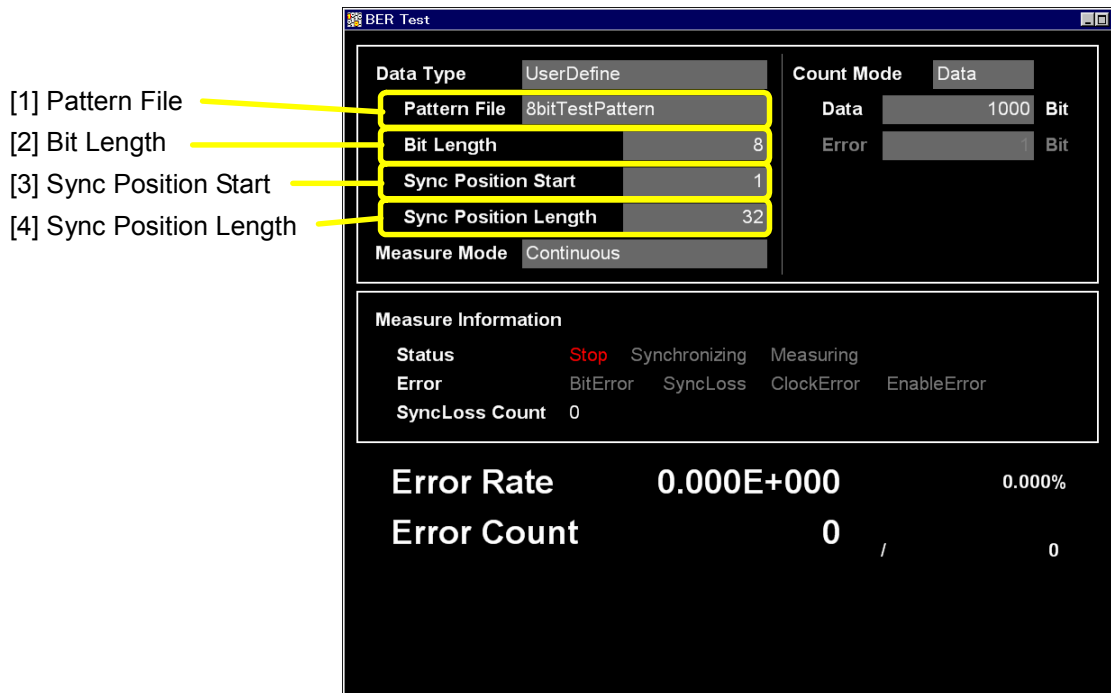 BER Test
[1] Pattern File
[2] Bit Length
[3] Sync Position Start
[4] Sync Position Length
Data Type UserDefine
Pattern File 8bitTestPattern
Bit Length 8
Sync Position Start 1
Sync Position Length 32
Measure Mode Continuous
Count Mode Data
Data 1000 Bit
Error 1 Bit
Measure Information
Status Stop Synchronizing Measuring
Error BitError SyncLoss ClockError EnableError
SyncLoss Count 0
Error Rate 0.000E+000 0.000%
Error Count 0 / 0